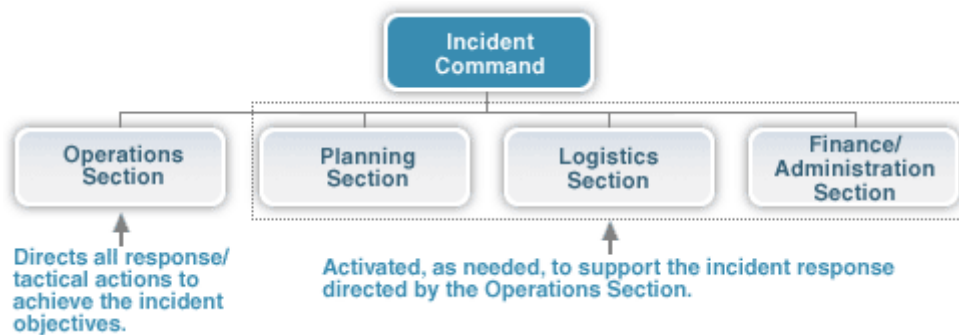 Incident
Command
Operations
Section
Planning
Section
Logistics
Section
Finance/
Administration
Section
Directs all response/
tactical actions to
achieve the incident
objectives.
Activated, as needed, to support the incident response
directed by the Operations Section.